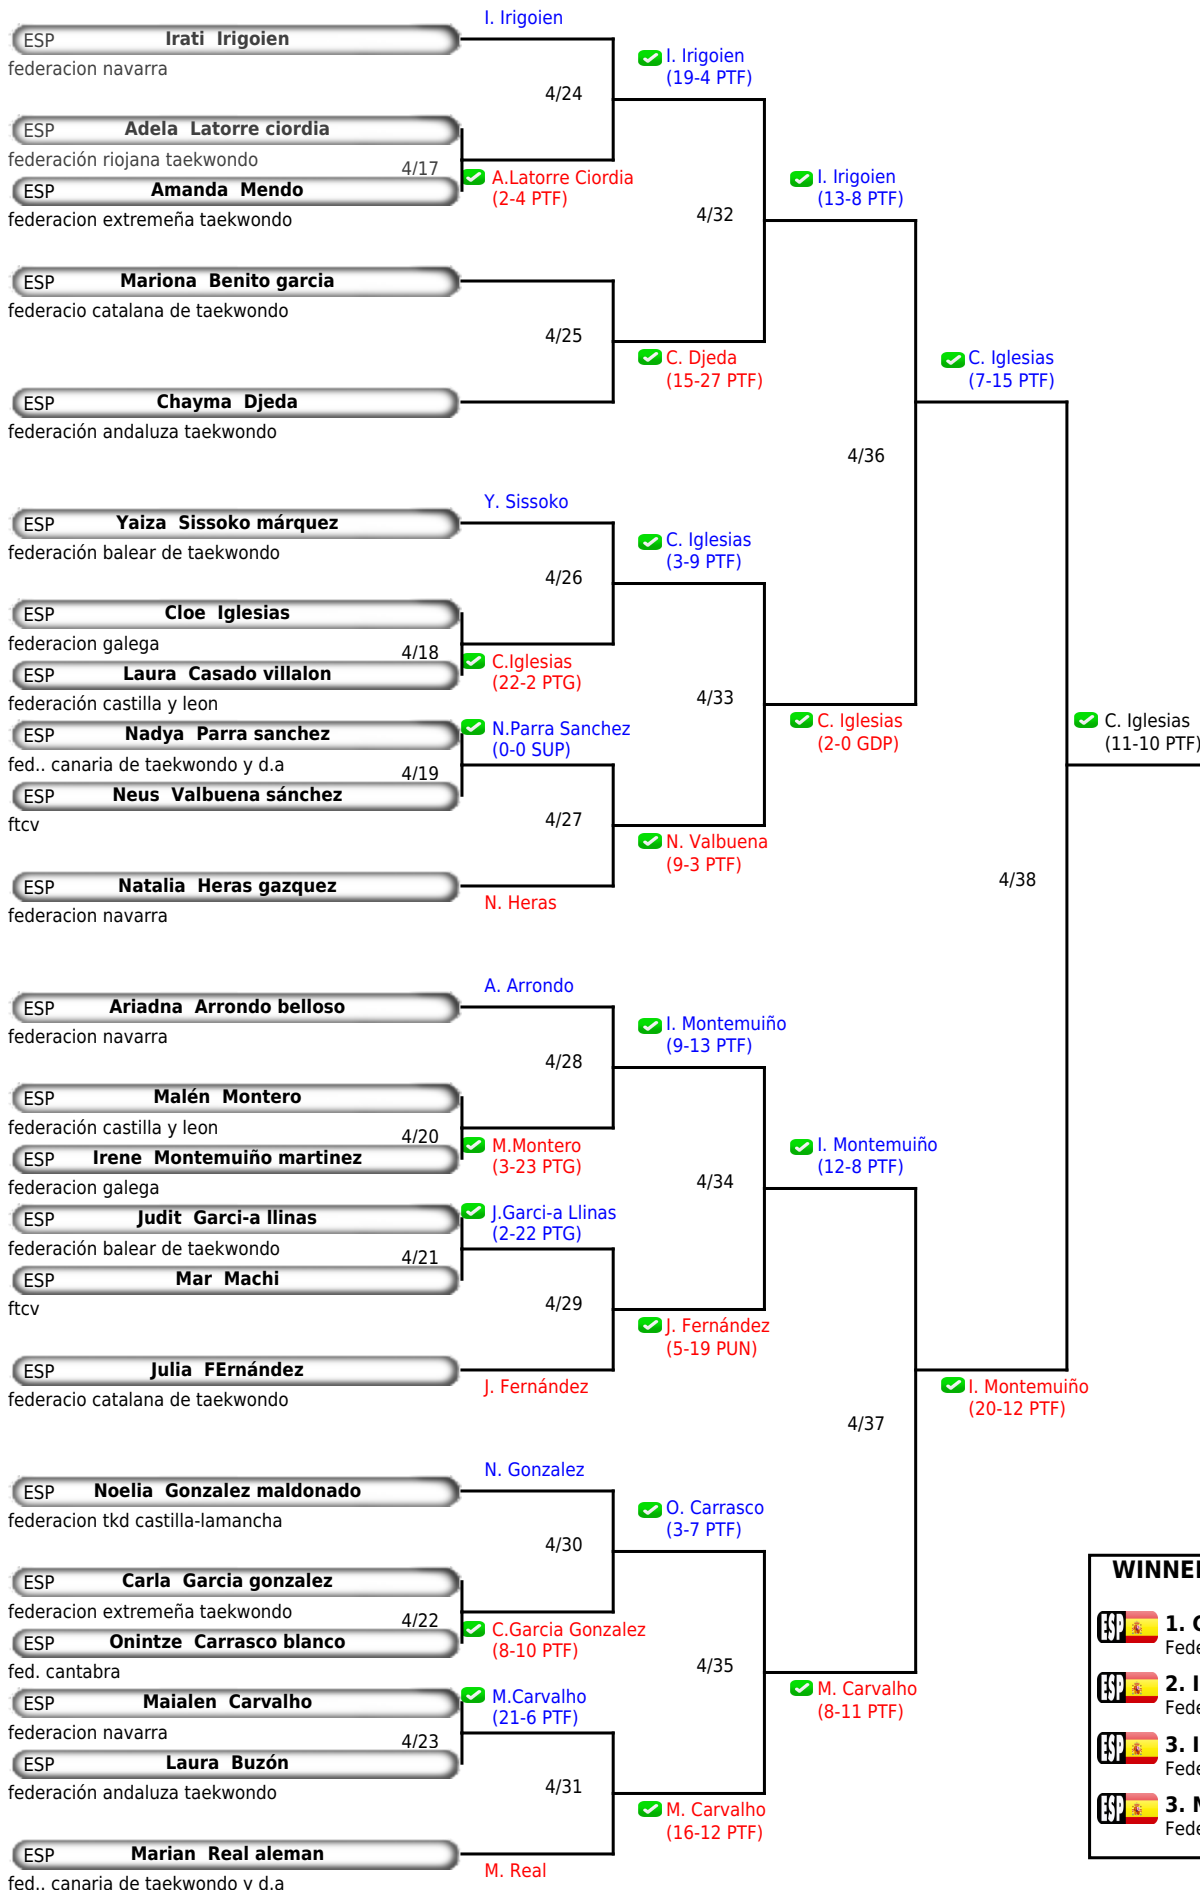 I. Irigoien
ESP Irati Irigoien
federacion navarra
I. Irigoien
(19-4 PTF)
4/24
ESP Adela Latorre ciordia
federación riojana taekwondo
4/17
A.Latorre Ciordia
(2-4 PTF)
ESP Amanda Mendo
federacion extremeña taekwondo
I. Irigoien
(13-8 PTF)
4/32
ESP Mariona Benito garcia
federacio catalana de taekwondo
4/25
C. Djeda
(15-27 PTF)
C. Iglesias
(7-15 PTF)
ESP Chayma Djeda
federación andaluza taekwondo
4/36
Y. Sissoko
ESP Yaiza Sissoko márquez
federación balear de taekwondo
C. Iglesias
(3-9 PTF)
4/26
ESP Cloe Iglesias
federacion galega
4/18
C.Iglesias
(22-2 PTG)
ESP Laura Casado villalon
federación castilla y leon
4/33
C. Iglesias
(2-0 GDP)
C. Iglesias
(11-10 PTF)
ESP Nadya Parra sanchez
N.Parra Sanchez
(0-0 SUP)
fed.. canaria de taekwondo y d.a
4/19
ESP Neus Valbuena sánchez
ftcv
4/27
N. Valbuena
(9-3 PTF)
ESP Natalia Heras gazquez
federacion navarra
N. Heras
4/38
A. Arrondo
ESP Ariadna Arrondo belloso
federacion navarra
I. Montemuiño
(9-13 PTF)
4/28
ESP Malén Montero
federación castilla y leon
4/20
M.Montero
(3-23 PTG)
ESP Irene Montemuiño martinez
federacion galega
I. Montemuiño
(12-8 PTF)
4/34
ESP Judit Garci-a llinas
J.Garci-a Llinas
(2-22 PTG)
federación balear de taekwondo
4/21
ESP Mar Machi
ftcv
4/29
J. Fernández
(5-19 PUN)
ESP Julia FErnández
federacio catalana de taekwondo
J. Fernández
I. Montemuiño
(20-12 PTF)
4/37
N. Gonzalez
ESP Noelia Gonzalez maldonado
federacion tkd castilla-lamancha
O. Carrasco
(3-7 PTF)
4/30
ESP Carla Garcia gonzalez
federacion extremeña taekwondo
4/22
C.Garcia Gonzalez
(8-10 PTF)
ESP Onintze Carrasco blanco
fed. cantabra
4/35
M. Carvalho
(8-11 PTF)
ESP Maialen Carvalho
M.Carvalho
(21-6 PTF)
federacion navarra
4/23
ESP Laura Buzón
federación andaluza taekwondo
4/31
M. Carvalho
(16-12 PTF)
ESP Marian Real aleman
fed.. canaria de taekwondo y d.a
M. Real
WINNE
ESP 1. C
Fede
ESP 2. I
Fede
ESP 3. I
Fede
ESP 3. M
Fede